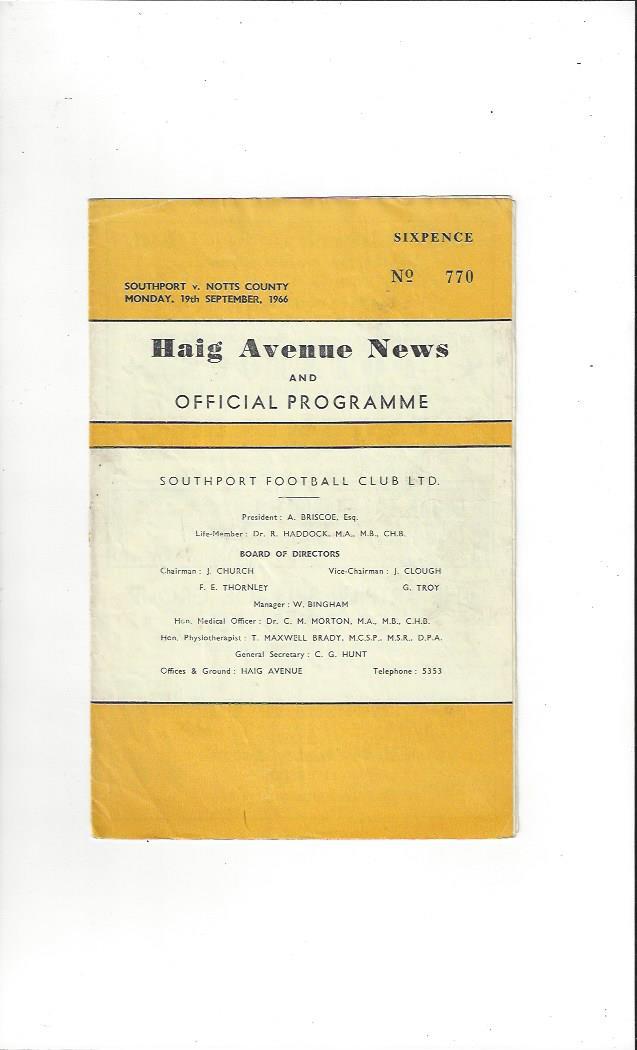 SIXPENCE
Nº 770
SOUTHPORT v. NOTTS COUNTY
MONDAY, 19th SEPTEMBER, 1966
Haig Avenue News
AND
OFFICIAL PROGRAMME
SOUTHPORT FOOTBALL CLUB LTD.
President : A. BRISCOE, Esq.
Life-Member : Dr. R. HADDOCK, M.A., M.B., CH.B.
BOARD OF DIRECTORS
Chairman : J. CHURCH Vice-Chairman : J. CLOUGH
F. E. THORNLEY G. TROY
Manager : W. BINGHAM
Hon. Medical Officer : Dr. C. M. MORTON, M.A., M.B., C.H.B.
Hon. Physiotherapist : T. MAXWELL BRADY, M.C.S.P., M.S.R., D.P.A.
General Secretary : C. G. HUNT
Offices & Ground : HAIG AVENUE Telephone : 5353